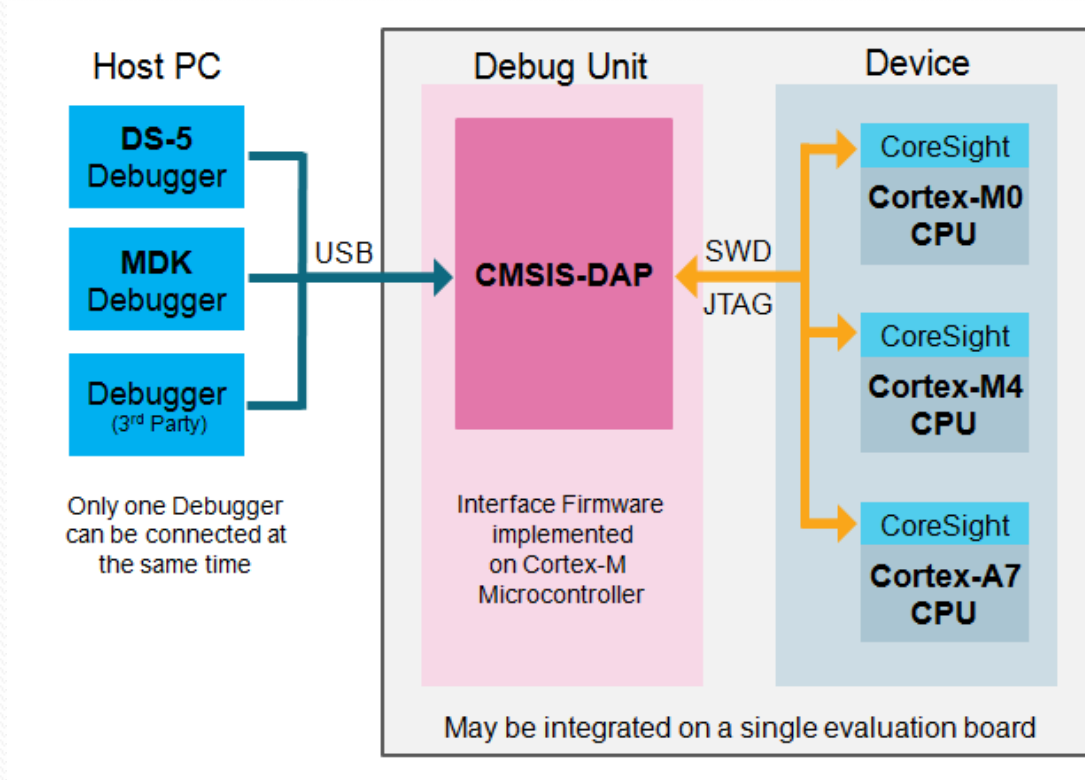 Host PC
DS-5
Debugger
MDK
Debugger
Debugger
(3rd Party)
Only one Debugger
can be connected at
the same time
USB
Debug Unit
CMSIS-DAP
Interface Firmware
implemented
on Cortex-M
Microcontroller
SWD
JTAG
Device
CoreSight
Cortex-M0
CPU
CoreSight
Cortex-M4
CPU
CoreSight
Cortex-A7
CPU
May be integrated on a single evaluation board